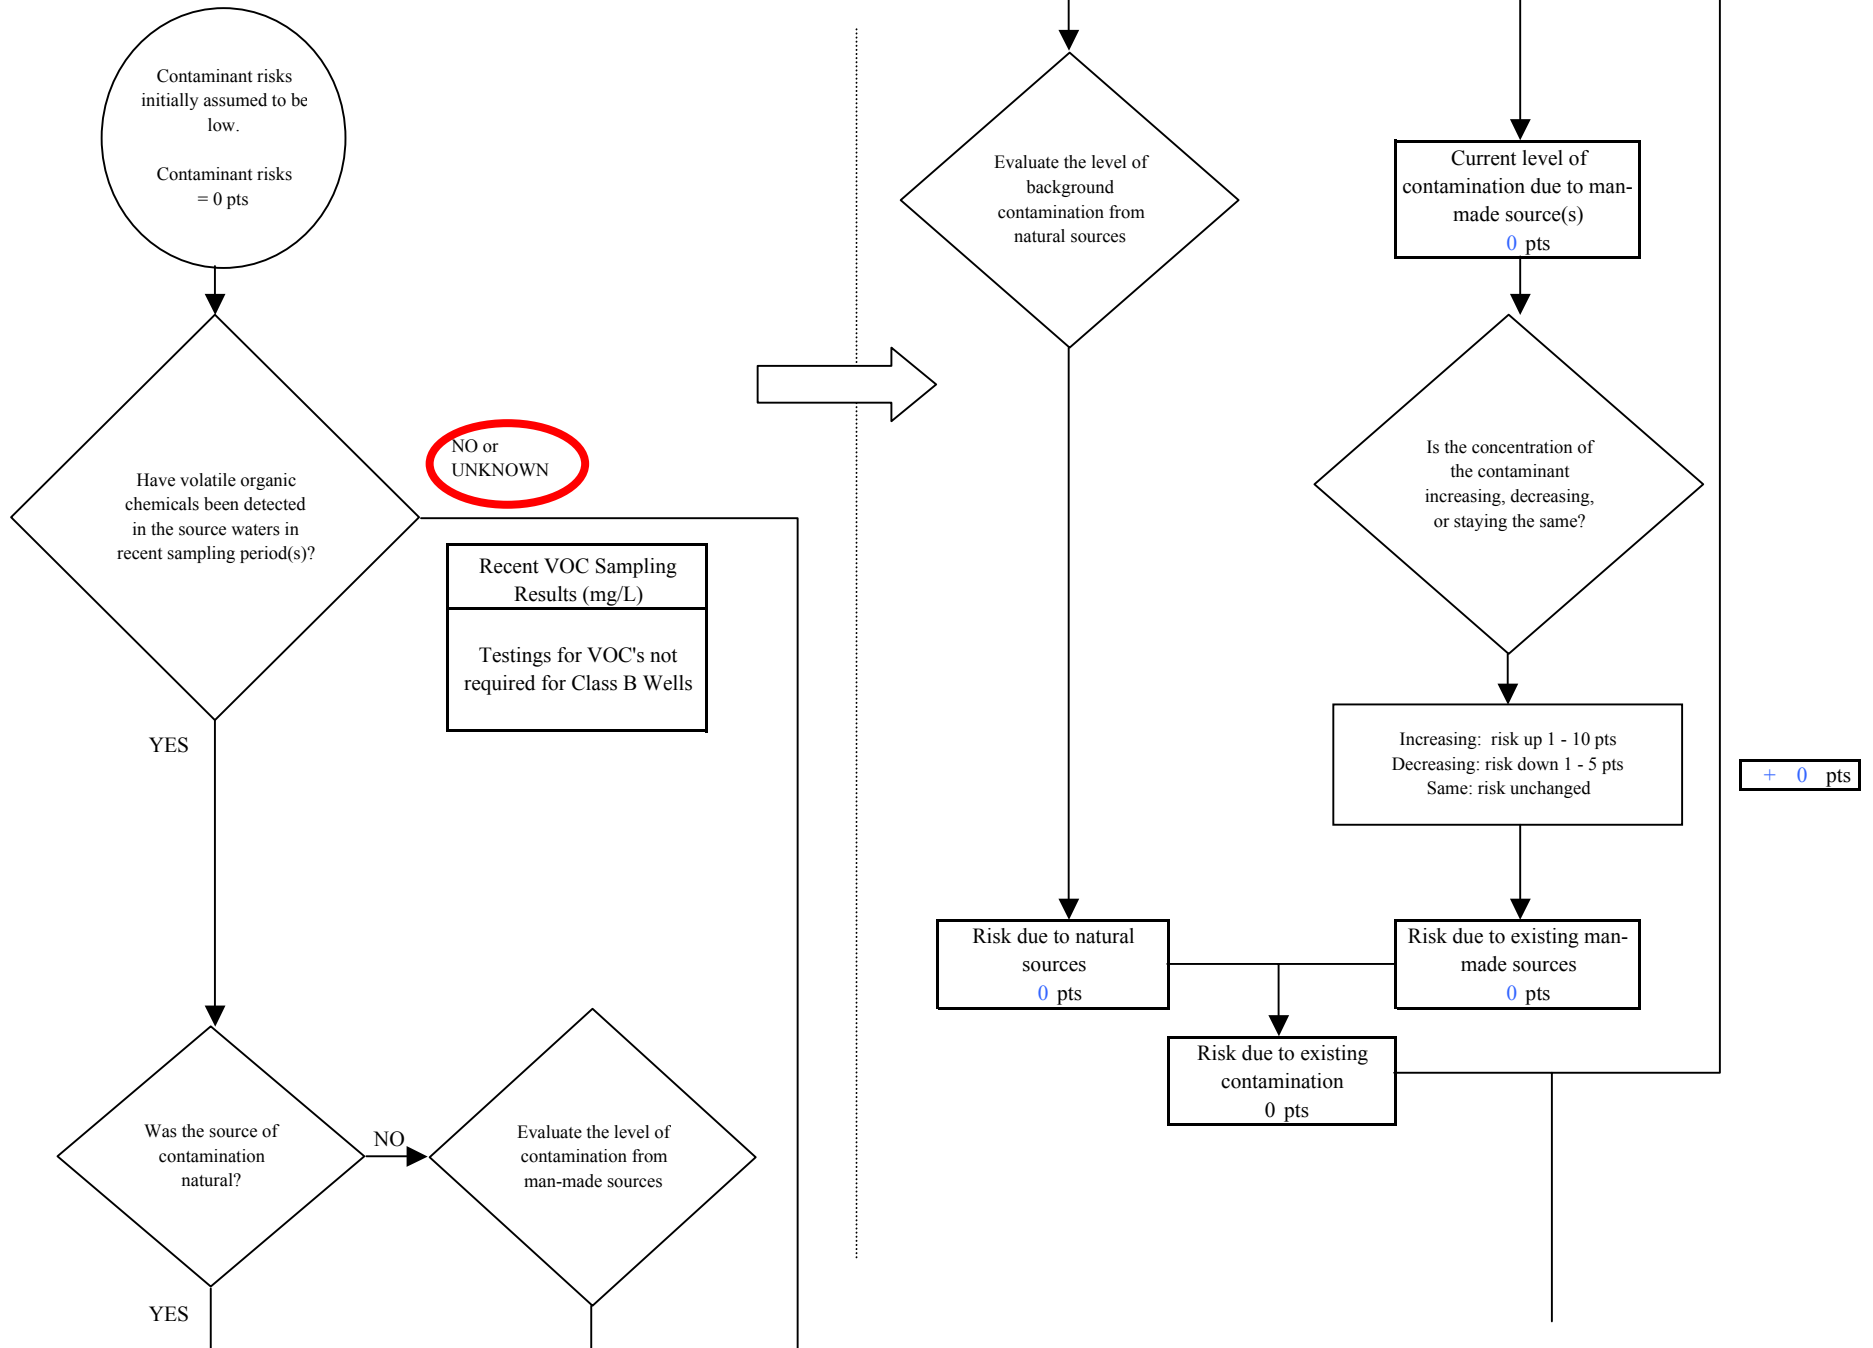 Contaminant risks
initially assumed to be
low.
Contaminant risks
= 0 pts
Have volatile organic
chemicals been detected
in the source waters in
recent sampling period(s)?
NO or
UNKNOWN
Recent VOC Sampling
Results (mg/L)
Testings for VOC's not
required for Class B Wells
YES
Was the source of
contamination
natural?
NO
Evaluate the level of
contamination from
man-made sources
YES
Evaluate the level of
background
contamination from
natural sources
Current level of
contamination due to man-
made source(s)
0 pts
Is the concentration of
the contaminant
increasing, decreasing,
or staying the same?
Increasing: risk up 1 - 10 pts
Decreasing: risk down 1 - 5 pts
Same: risk unchanged
+ 0 pts
Risk due to natural
sources
0 pts
Risk due to existing man-
made sources
0 pts
Risk due to existing
contamination
0 pts